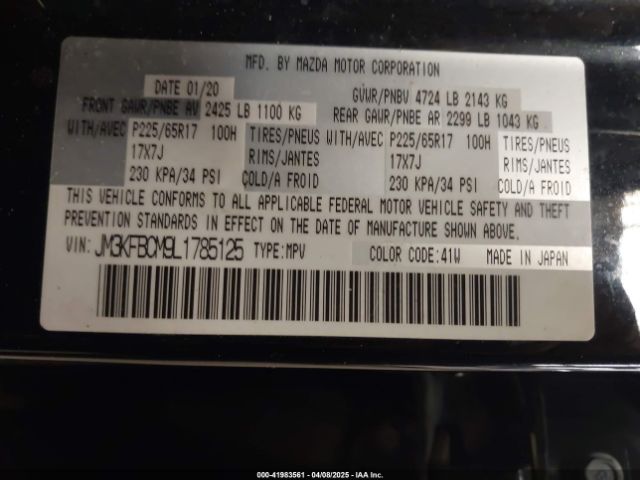 MFD. BY MAZDA MOTOR CORPORATION
DATE 01/20 GVWR/PNBV 4724 LB 2143 KG
FRONT GAWR/PNBE AV 2425 LB 1100 KG REAR GAWR/PNBE AR 2299 LB 1043 KG
WITH/AVEC P225/65R17 100H TIRES/PNEUS WITH/AVEC P225/65R17 100H TIRES/PNEUS
17X7J RIMS/JANTES 17X7J RIMS/JANTES
230 KPA/34 PSI COLD/A FROID 230 KPA/34 PSI COLD/A FROID
THIS VEHICLE CONFORMS TO ALL APPLICABLE FEDERAL MOTOR VEHICLE SAFETY AND THEFT
PREVENTION STANDARDS IN EFFECT ON THE DATE OF MANUFACTURE SHOWN ABOVE.
VIN: JM3KFBCM9L1785125 TYPE:MPV COLOR CODE:41W MADE IN JAPAN
000-41983561 - 04/08/2025 - IAA Inc.